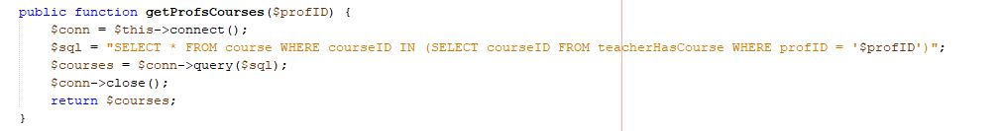 public function getProfsCourses($profID) {
$conn = $this->connect();
$sql = "SELECT * FROM course WHERE courseID IN (SELECT courseID FROM teacherHasCourse WHERE profID = '$profID')";
$courses = $conn->query($sql);
$conn->close();
return $courses;
}